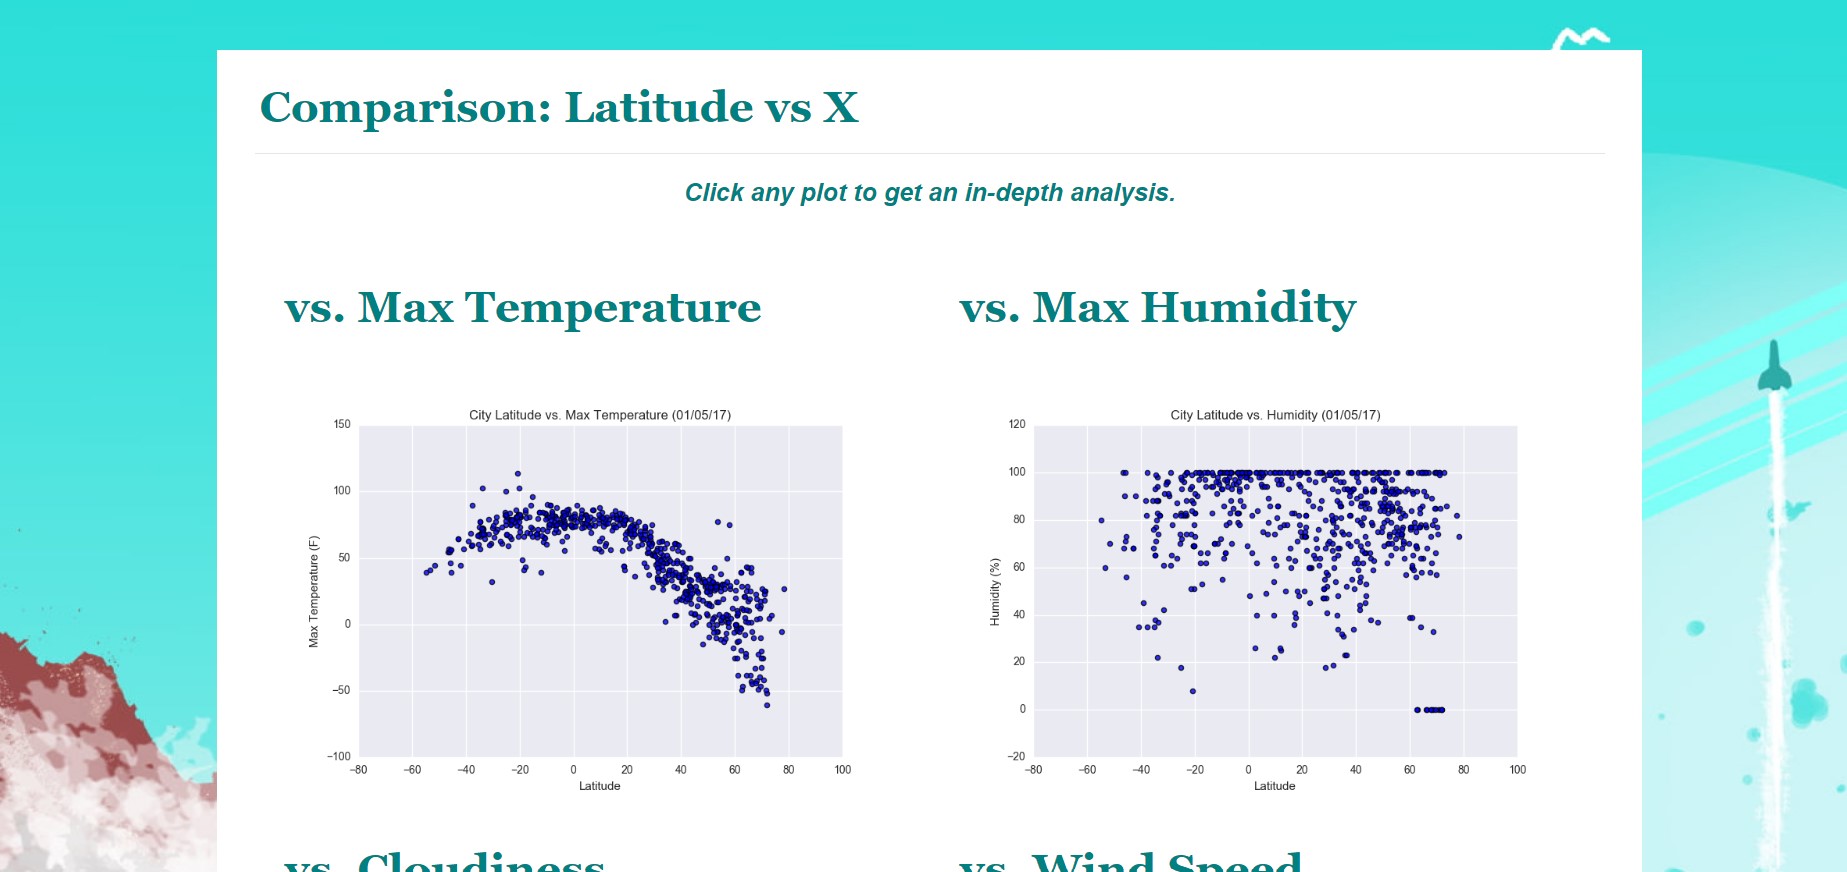 Comparison: Latitude vs X
Click any plot to get an in-depth analysis.
vs. Max Temperature
vs. Max Humidity
City Latitude vs. Max Temperature (01/05/17)
150
100
50
0
−50
−100
Max Temperature (F)
−80 −60 −40 −20 0 20 40 60 80 100
Latitude
City Latitude vs. Humidity (01/05/17)
120
100
80
60
40
20
0
−20
Humidity (%)
−80 −60 −40 −20 0 20 40 60 80 100
Latitude
vs. Cloudiness
vs. Wind Speed